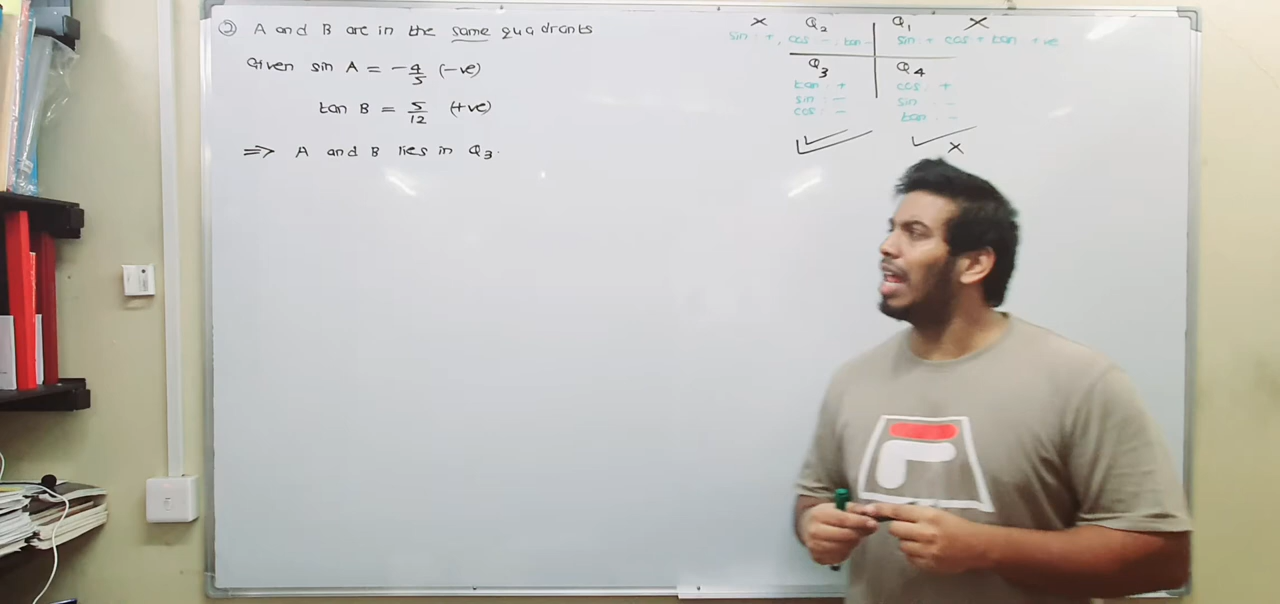 ② A and B are in the same quadrants
Given sin A = -4/5 (-ve)
tan B = 5/12 (+ve)
⇒ A and B lies in Q3.
Q2
sin : +, cos - , tan -
Q1
sin + cos + tan +ve
Q3
tan : +
sin : -
cos : -
Q4
cos : +
sin : -
tan : -